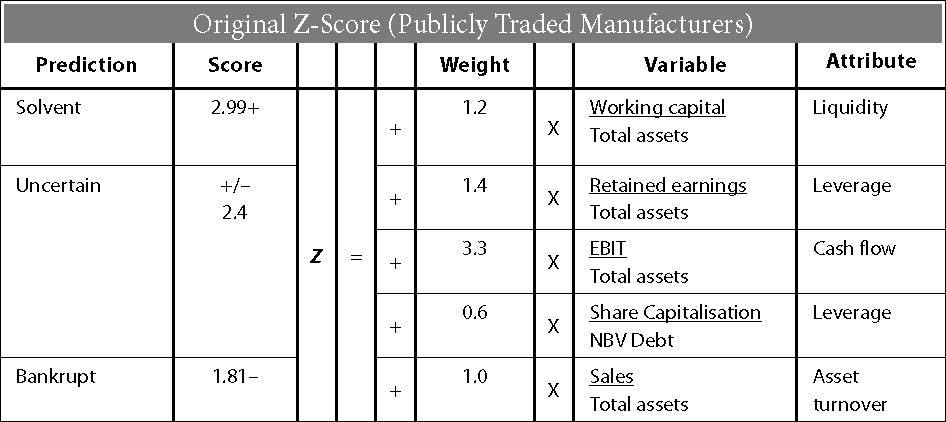 Original Z-Score (Publicly Traded Manufacturers)
Prediction Score Weight Variable Attribute
Solvent 2.99+ + 1.2 X Working capital Liquidity
Total assets
Uncertain +/– + 1.4 X Retained earnings Leverage
2.4 Total assets
Z = + 3.3 X EBIT Cash flow
Total assets
+ 0.6 X Share Capitalisation Leverage
NBV Debt
Bankrupt 1.81– + 1.0 X Sales Asset
Total assets turnover